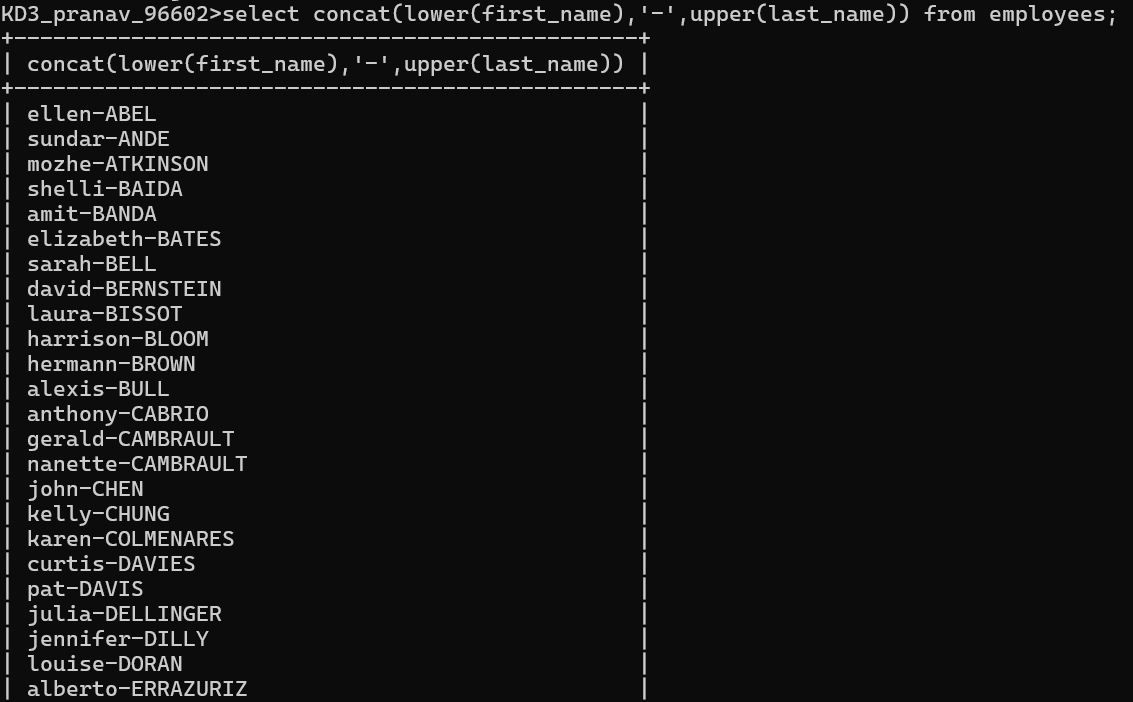 KD3_pranav_96602>select concat(lower(first_name),'-',upper(last_name)) from employees;
+------------------------------------------------+
| concat(lower(first_name),'-',upper(last_name)) |
+------------------------------------------------+
| ellen-ABEL                                     |
| sundar-ANDE                                    |
| mozhe-ATKINSON                                 |
| shelli-BAIDA                                   |
| amit-BANDA                                     |
| elizabeth-BATES                                |
| sarah-BELL                                     |
| david-BERNSTEIN                                |
| laura-BISSOT                                   |
| harrison-BLOOM                                 |
| hermann-BROWN                                  |
| alexis-BULL                                    |
| anthony-CABRIO                                 |
| gerald-CAMBRAULT                               |
| nanette-CAMBRAULT                              |
| john-CHEN                                      |
| kelly-CHUNG                                    |
| karen-COLMENARES                               |
| curtis-DAVIES                                  |
| pat-DAVIS                                      |
| julia-DELLINGER                                |
| jennifer-DILLY                                 |
| louise-DORAN                                   |
| alberto-ERRAZURIZ                              |